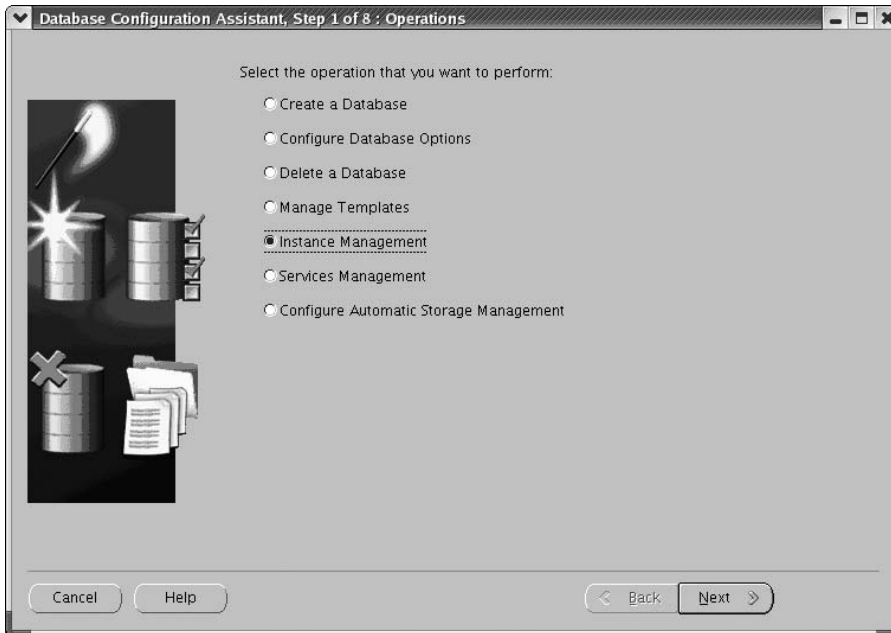 Database Configuration Assistant, Step 1 of 8 : Operations
Select the operation that you want to perform:
Create a Database
Configure Database Options
Delete a Database
Manage Templates
Instance Management
Services Management
Configure Automatic Storage Management
Cancel
Help
Back
Next